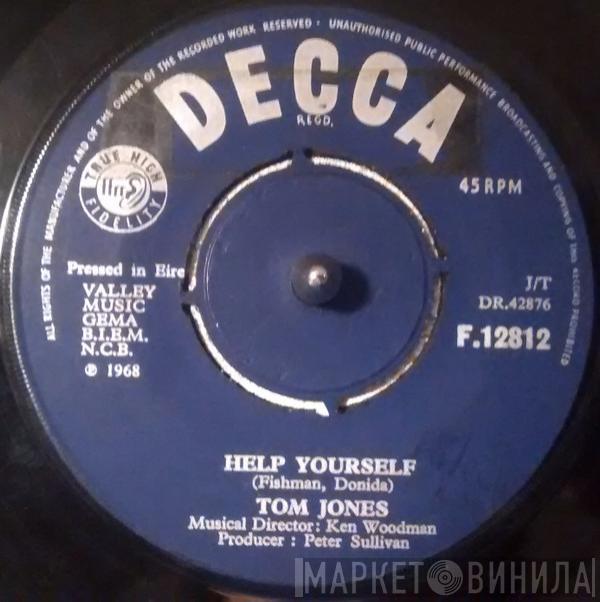 ALL RIGHTS OF THE MANUFACTURER AND OF THE OWNER OF THE RECORDED WORK RESERVED · UNAUTHORISED PUBLIC PERFORMANCE BROADCASTING AND COPYING OF THIS RECORD PROHIBITED
DECCA
REGD.
TRUE HIGH
ffrr
FIDELITY
45 RPM
Pressed in Eire
VALLEY
MUSIC
GEMA
B.I.E.M.
N.C.B.
℗ 1968
J/T
DR.42876
F.12812
HELP YOURSELF
(Fishman, Donida)
TOM JONES
Musical Director: Ken Woodman
Producer : Peter Sullivan
МАРКЕТ ВИНИЛА